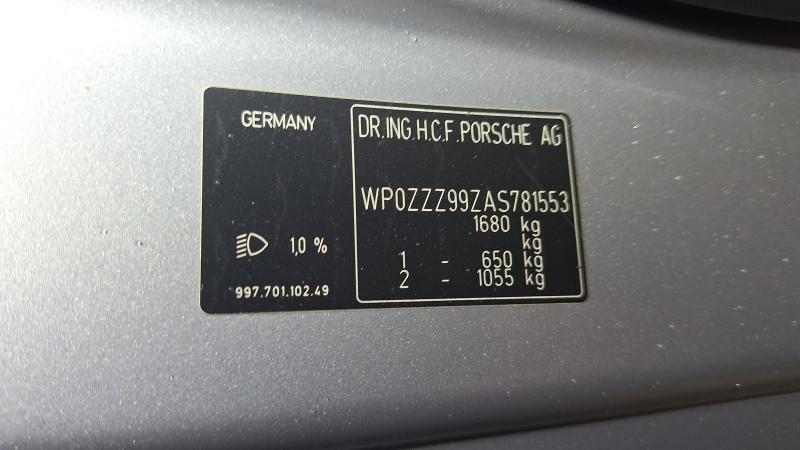 GERMANY
1,0 %
997.701.102.49
DR.ING.H.C.F.PORSCHE AG
WP0ZZZ99ZAS781553
1680 kg
kg
1 - 650 kg
2 - 1055 kg